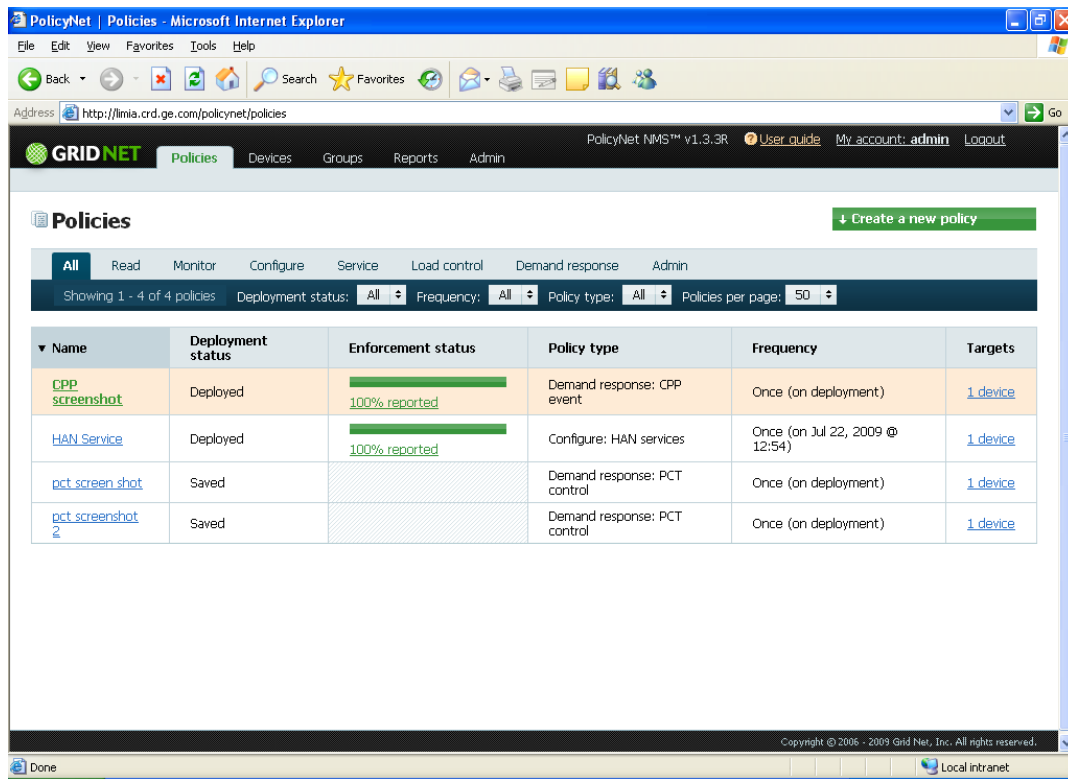 PolicyNet | Policies - Microsoft Internet Explorer
File Edit View Favorites Tools Help
Back Search Favorites
Address http://limia.crd.ge.com/policynet/policies Go
PolicyNet NMS™ v1.3.3R User guide My account: admin Logout
GRID NET Policies Devices Groups Reports Admin
Policies
Create a new policy
All Read Monitor Configure Service Load control Demand response Admin
Showing 1 - 4 of 4 policies Deployment status: All Frequency: All Policy type: All Policies per page: 50
Name Deployment status Enforcement status Policy type Frequency Targets
CPP screenshot Deployed 100% reported Demand response: CPP event Once (on deployment) 1 device
HAN Service Deployed 100% reported Configure: HAN services Once (on Jul 22, 2009 @ 12:54) 1 device
pct screen shot Saved Demand response: PCT control Once (on deployment) 1 device
pct screenshot 2 Saved Demand response: PCT control Once (on deployment) 1 device
Copyright © 2006 - 2009 Grid Net, Inc. All rights reserved.
Done Local intranet